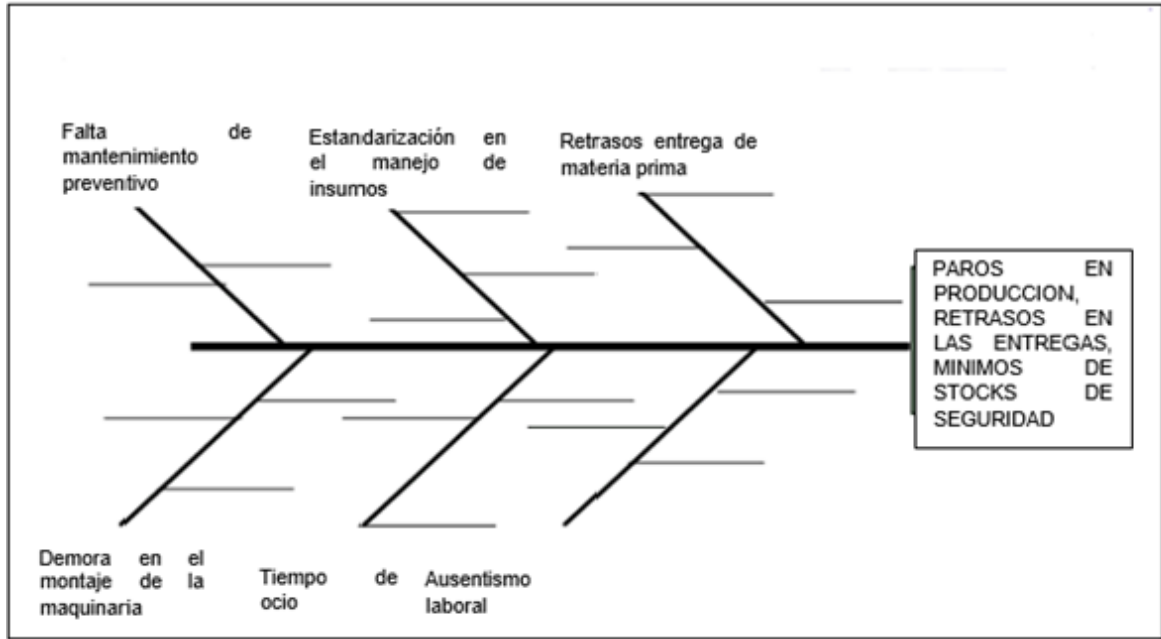 Falta de
mantenimiento
preventivo
Estandarización en
el manejo de
insumos
Retrasos entrega de
materia prima
PAROS EN
PRODUCCION,
RETRASOS EN
LAS ENTREGAS,
MINIMOS DE
STOCKS DE
SEGURIDAD
Demora en el
montaje de la
maquinaria
Tiempo de
ocio
Ausentismo
laboral